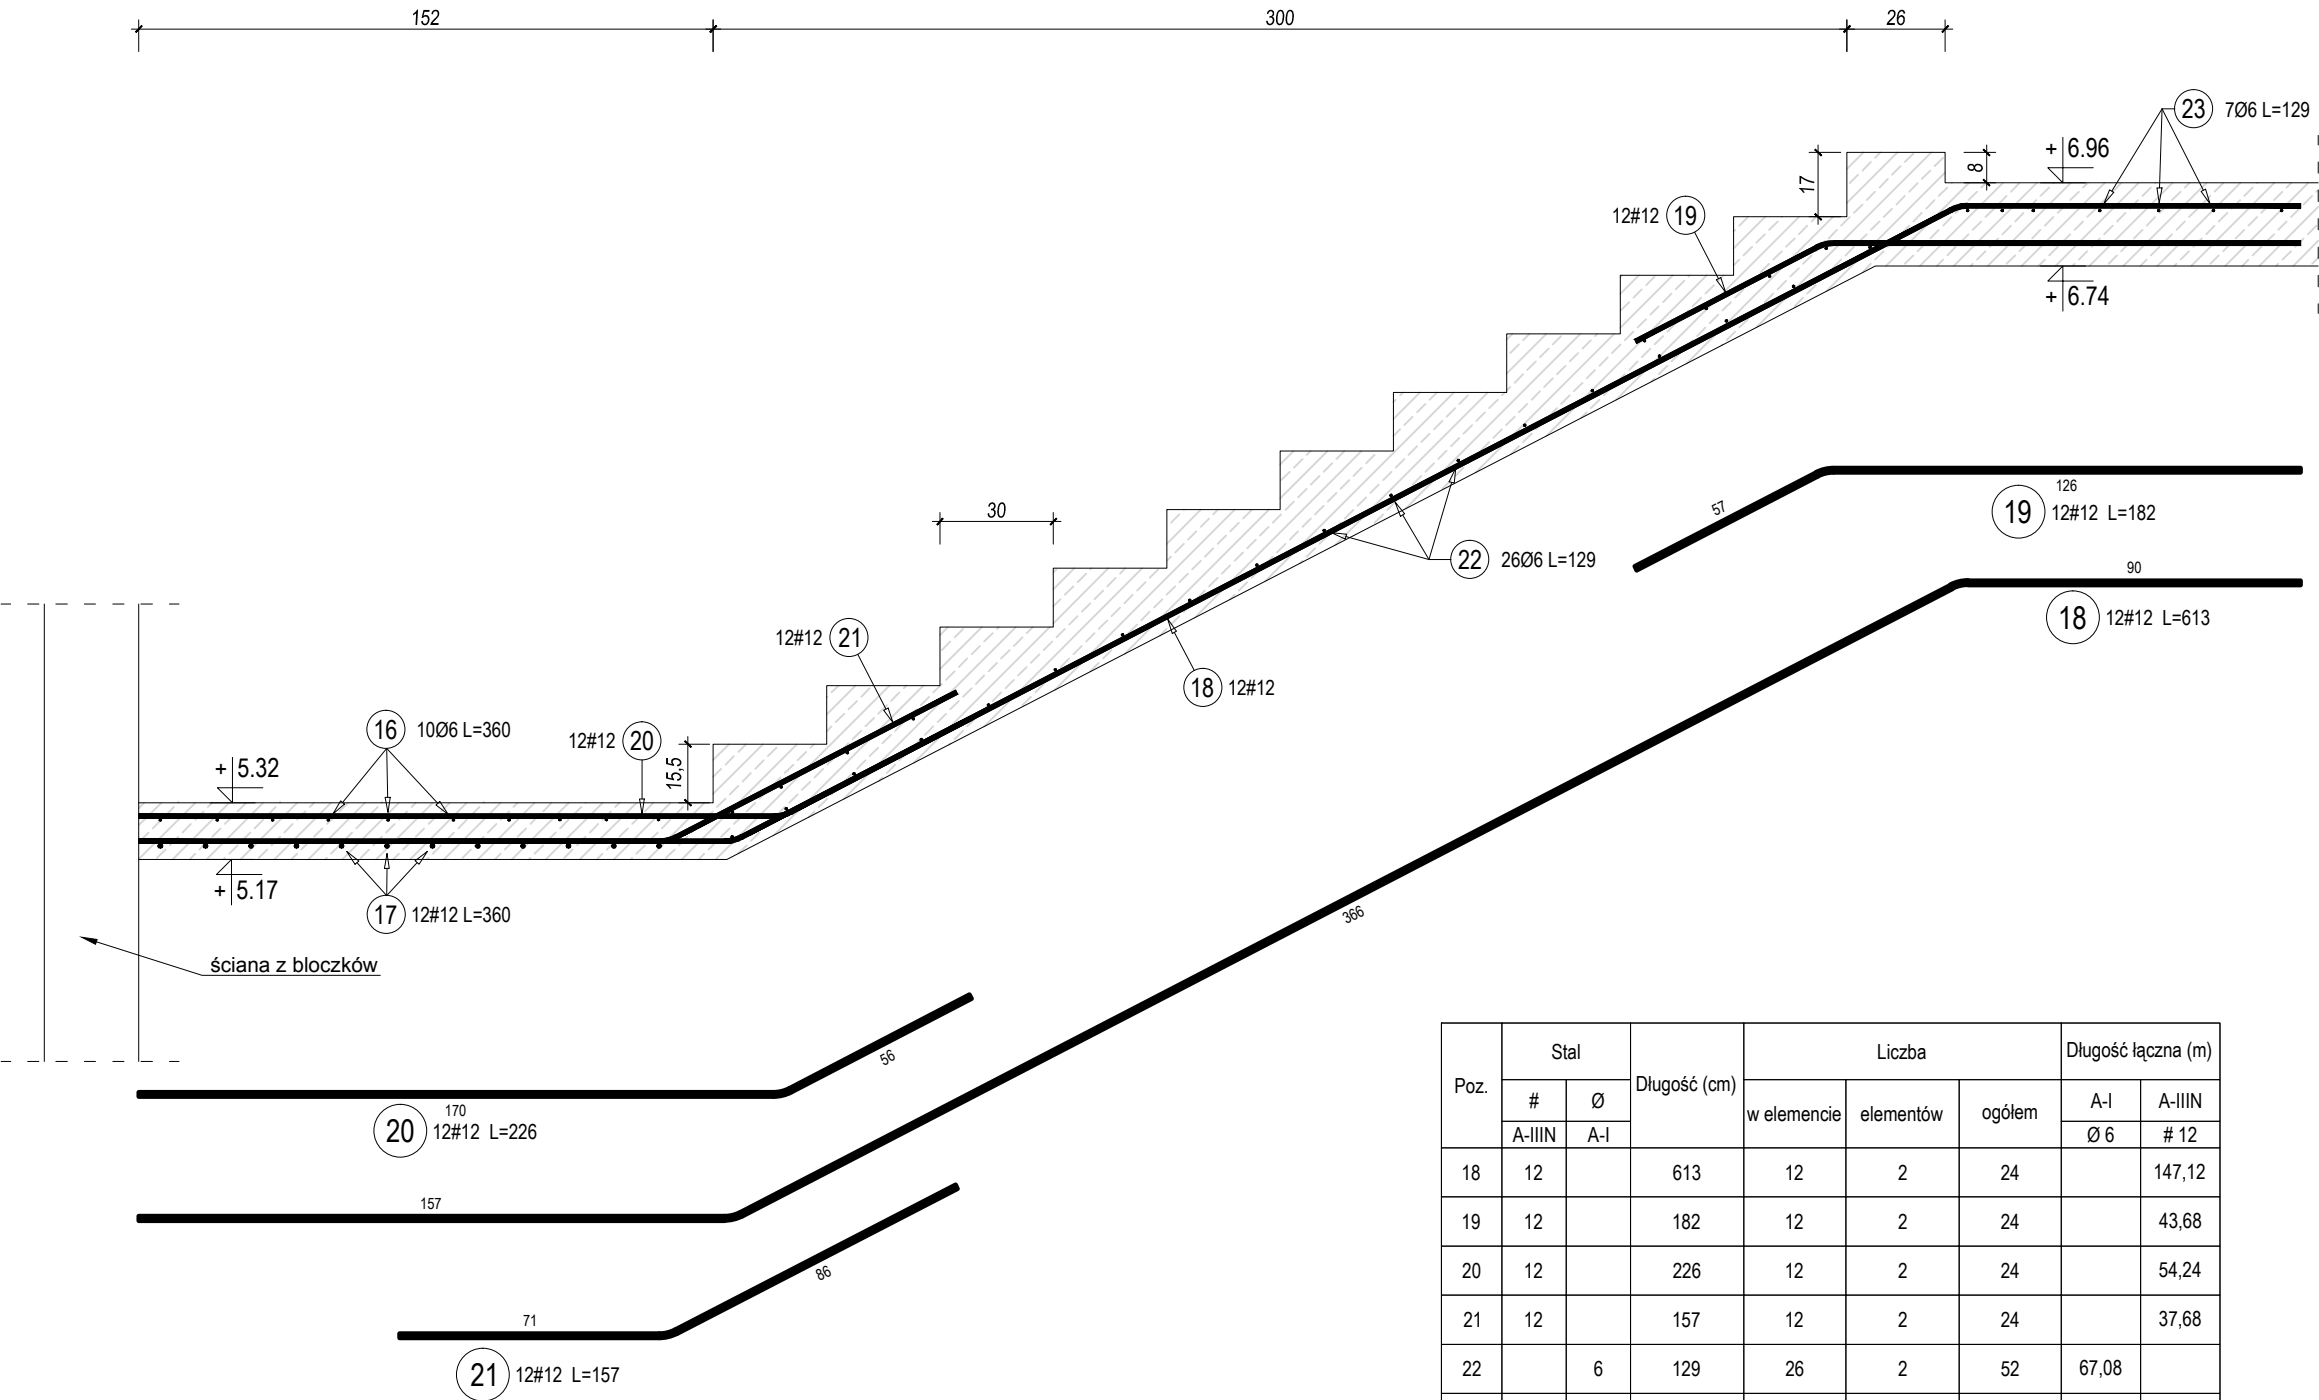 152
300
26
23 7Ø6 L=129
+ 6.96
8
17
12#12 19
+ 6.74
126
57
19 12#12 L=182
30
22 26Ø6 L=129
90
18 12#12 L=613
12#12 21
18 12#12
16 10Ø6 L=360
12#12 20
15,5
+ 5.32
+ 5.17
17 12#12 L=360
366
ściana z bloczków
56
170
20 12#12 L=226
157
86
71
21 12#12 L=157
Poz. Stal Długość (cm) Liczba Długość łączna (m)
# Ø w elemencie elementów ogółem A-I A-IIIN
A-IIIN A-I Ø 6 # 12
18 12 613 12 2 24 147,12
19 12 182 12 2 24 43,68
20 12 226 12 2 24 54,24
21 12 157 12 2 24 37,68
22 6 129 26 2 52 67,08